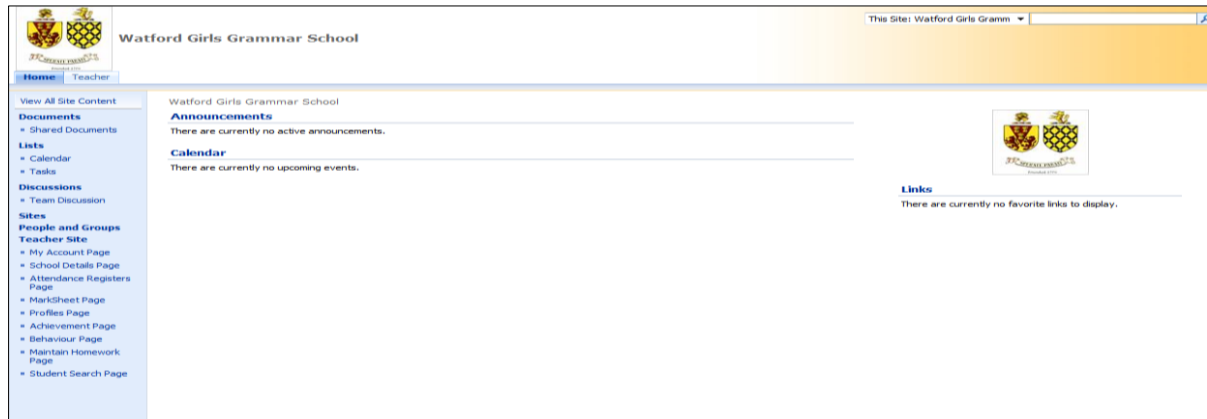 This Site: Watford Girls Gramm
Watford Girls Grammar School
Home Teacher
View All Site Content
Documents
Shared Documents
Lists
Calendar
Tasks
Discussions
Team Discussion
Sites
People and Groups
Teacher Site
My Account Page
School Details Page
Attendance Registers
Page
MarkSheet Page
Profiles Page
Achievement Page
Behaviour Page
Maintain Homework
Page
Student Search Page
Watford Girls Grammar School
Announcements
There are currently no active announcements.
Calendar
There are currently no upcoming events.
Links
There are currently no favorite links to display.